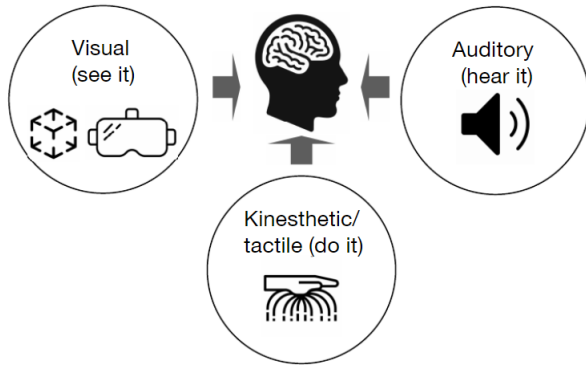 Visual
(see it)
Auditory
(hear it)
Kinesthetic/
tactile (do it)